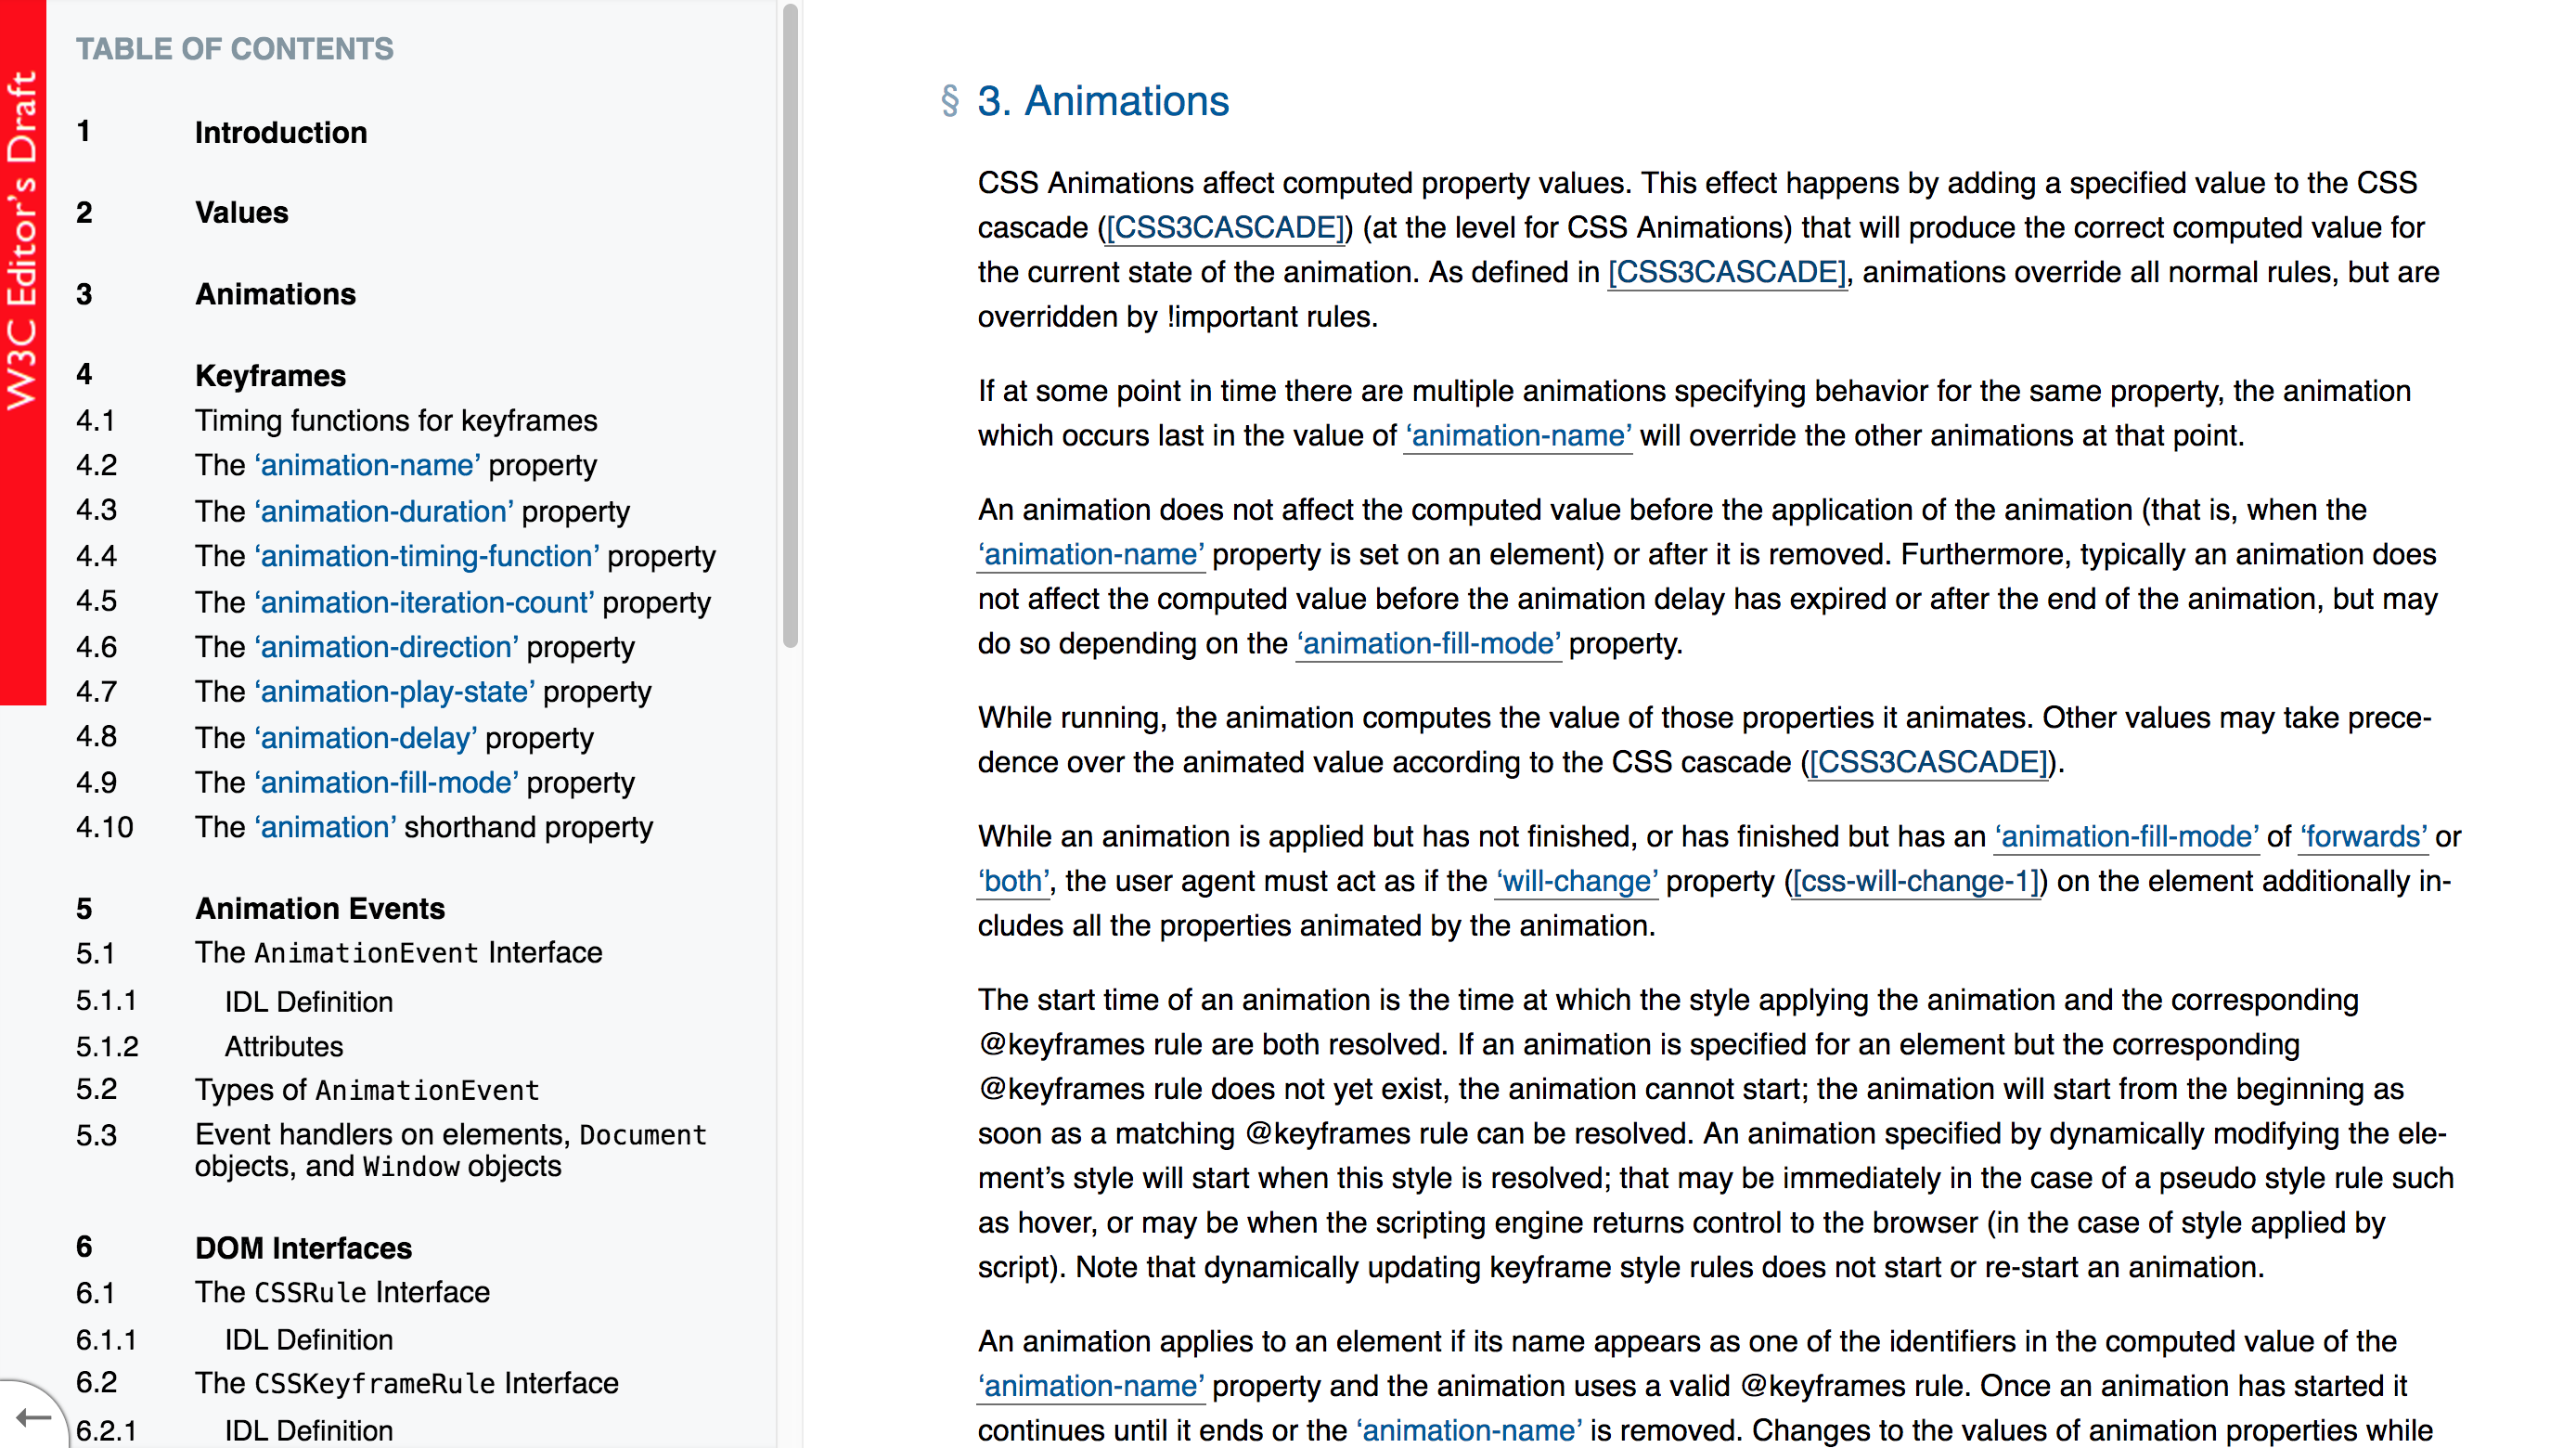 W3C Editor’s Draft
TABLE OF CONTENTS
1 Introduction
2 Values
3 Animations
4 Keyframes
4.1 Timing functions for keyframes
4.2 The ‘animation-name’ property
4.3 The ‘animation-duration’ property
4.4 The ‘animation-timing-function’ property
4.5 The ‘animation-iteration-count’ property
4.6 The ‘animation-direction’ property
4.7 The ‘animation-play-state’ property
4.8 The ‘animation-delay’ property
4.9 The ‘animation-fill-mode’ property
4.10 The ‘animation’ shorthand property
5 Animation Events
5.1 The AnimationEvent Interface
5.1.1 IDL Definition
5.1.2 Attributes
5.2 Types of AnimationEvent
5.3 Event handlers on elements, Document
objects, and Window objects
6 DOM Interfaces
6.1 The CSSRule Interface
6.1.1 IDL Definition
6.2 The CSSKeyframeRule Interface
6.2.1 IDL Definition
§ 3. Animations
CSS Animations affect computed property values. This effect happens by adding a specified value to the CSS
cascade ([CSS3CASCADE]) (at the level for CSS Animations) that will produce the correct computed value for
the current state of the animation. As defined in [CSS3CASCADE], animations override all normal rules, but are
overridden by !important rules.
If at some point in time there are multiple animations specifying behavior for the same property, the animation
which occurs last in the value of ‘animation-name’ will override the other animations at that point.
An animation does not affect the computed value before the application of the animation (that is, when the
‘animation-name’ property is set on an element) or after it is removed. Furthermore, typically an animation does
not affect the computed value before the animation delay has expired or after the end of the animation, but may
do so depending on the ‘animation-fill-mode’ property.
While running, the animation computes the value of those properties it animates. Other values may take prece-
dence over the animated value according to the CSS cascade ([CSS3CASCADE]).
While an animation is applied but has not finished, or has finished but has an ‘animation-fill-mode’ of ‘forwards’ or
‘both’, the user agent must act as if the ‘will-change’ property ([css-will-change-1]) on the element additionally in-
cludes all the properties animated by the animation.
The start time of an animation is the time at which the style applying the animation and the corresponding
@keyframes rule are both resolved. If an animation is specified for an element but the corresponding
@keyframes rule does not yet exist, the animation cannot start; the animation will start from the beginning as
soon as a matching @keyframes rule can be resolved. An animation specified by dynamically modifying the ele-
ment’s style will start when this style is resolved; that may be immediately in the case of a pseudo style rule such
as hover, or may be when the scripting engine returns control to the browser (in the case of style applied by
script). Note that dynamically updating keyframe style rules does not start or re-start an animation.
An animation applies to an element if its name appears as one of the identifiers in the computed value of the
‘animation-name’ property and the animation uses a valid @keyframes rule. Once an animation has started it
continues until it ends or the ‘animation-name’ is removed. Changes to the values of animation properties while